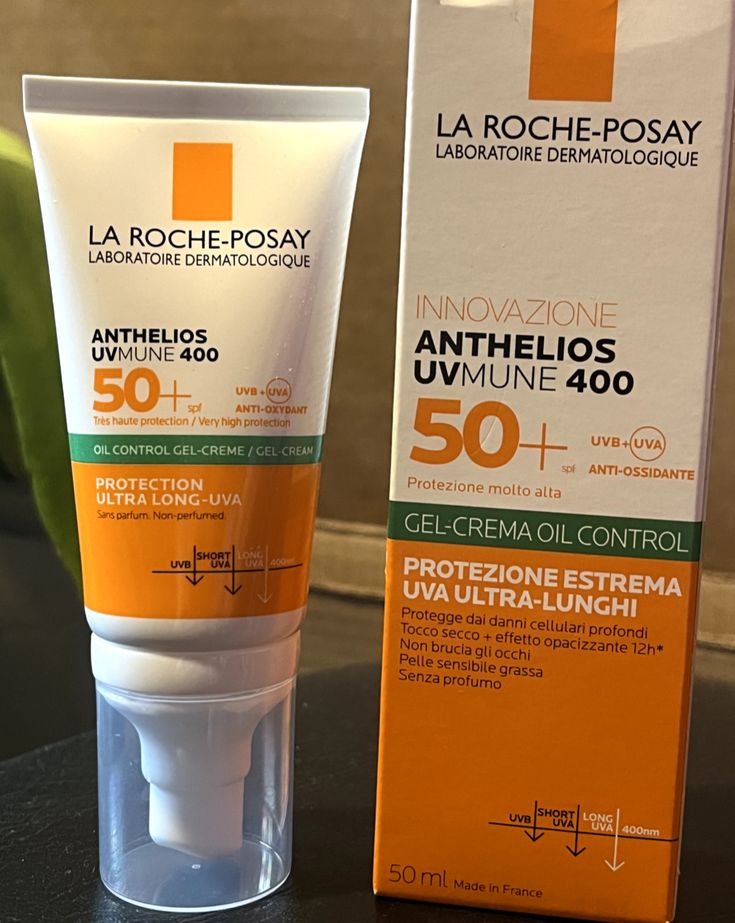 LA ROCHE-POSAY
LABORATOIRE DERMATOLOGIQUE
ANTHELIOS
UVMUNE 400
50+ spf
UVB+UVA
ANTI-OXYDANT
Très haute protection / Very high protection
OIL CONTROL GEL-CREME / GEL-CREAM
PROTECTION
ULTRA LONG-UVA
Sans parfum. Non-perfumed.
UVB SHORT UVA LONG UVA 400nm
LA ROCHE-POSAY
LABORATOIRE DERMATOLOGIQUE
INNOVAZIONE
ANTHELIOS
UVMUNE 400
50+ spf
UVB+UVA
ANTI-OSSIDANTE
Protezione molto alta
GEL-CREMA OIL CONTROL
PROTEZIONE ESTREMA
UVA ULTRA-LUNGHI
Protegge dai danni cellulari profondi
Tocco secco + effetto opacizzante 12h*
Non brucia gli occhi
Pelle sensibile grassa
Senza profumo
UVB SHORT UVA LONG UVA 400nm
50 ml Made in France